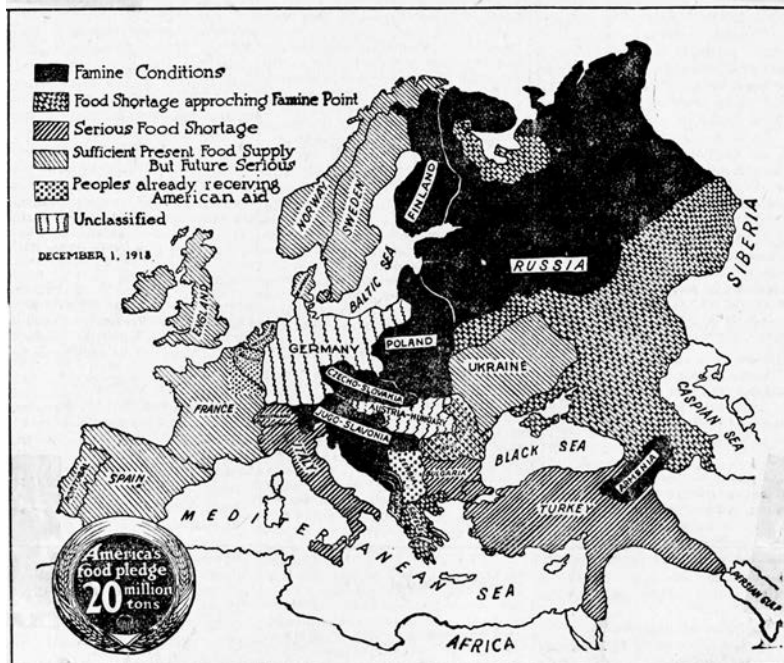 Famine Conditions
Food Shortage approching Famine Point
Serious Food Shortage
Sufficient Present Food Supply
But Future Serious
Peoples already receiving
American aid
Unclassified
DECEMBER 1, 1918
NORWAY
SWEDEN
FINLAND
BALTIC SEA
RUSSIA
SIBERIA
ENGLAND
GERMANY
POLAND
UKRAINE
CZECHO-SLOVAKIA
AUSTRIA-HUNGARY
JUGO-SLAVONIA
FRANCE
ITALY
BULGARIA
BLACK SEA
CASPIAN SEA
ARMENIA
TURKEY
PORTUGAL
SPAIN
MEDITERRANEAN SEA
PERSIAN GULF
AFRICA
America's
food pledge
20 million
tons